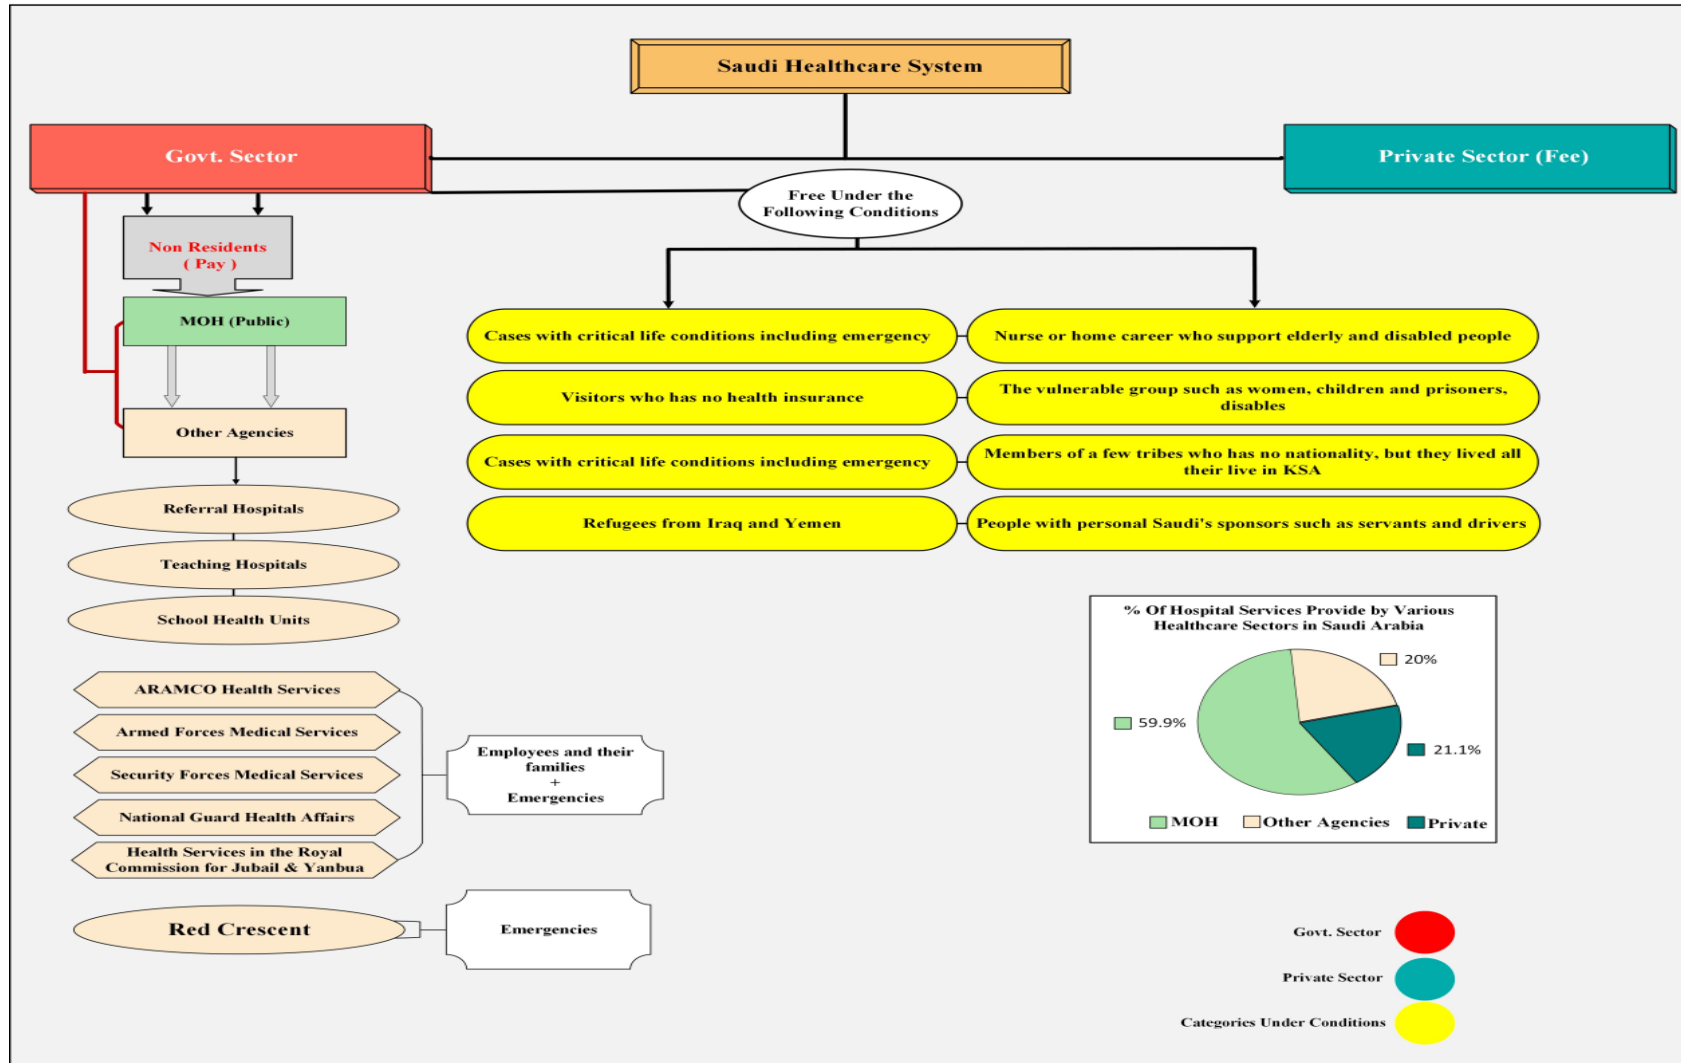 Saudi Healthcare System
Govt. Sector
Private Sector (Fee)
Free Under the
Following Conditions
Non Residents
( Pay )
MOH (Public)
Other Agencies
Referral Hospitals
Teaching Hospitals
School Health Units
Cases with critical life conditions including emergency
Nurse or home career who support elderly and disabled people
Visitors who has no health insurance
The vulnerable group such as women, children and prisoners,
disables
Cases with critical life conditions including emergency
Members of a few tribes who has no nationality, but they lived all
their live in KSA
Refugees from Iraq and Yemen
People with personal Saudi's sponsors such as servants and drivers
ARAMCO Health Services
Armed Forces Medical Services
Security Forces Medical Services
National Guard Health Affairs
Health Services in the Royal
Commission for Jubail & Yanbua
Employees and their
families
+
Emergencies
Red Crescent
Emergencies
% Of Hospital Services Provide by Various
Healthcare Sectors in Saudi Arabia
20%
59.9%
21.1%
MOH
Other Agencies
Private
Govt. Sector
Private Sector
Categories Under Conditions